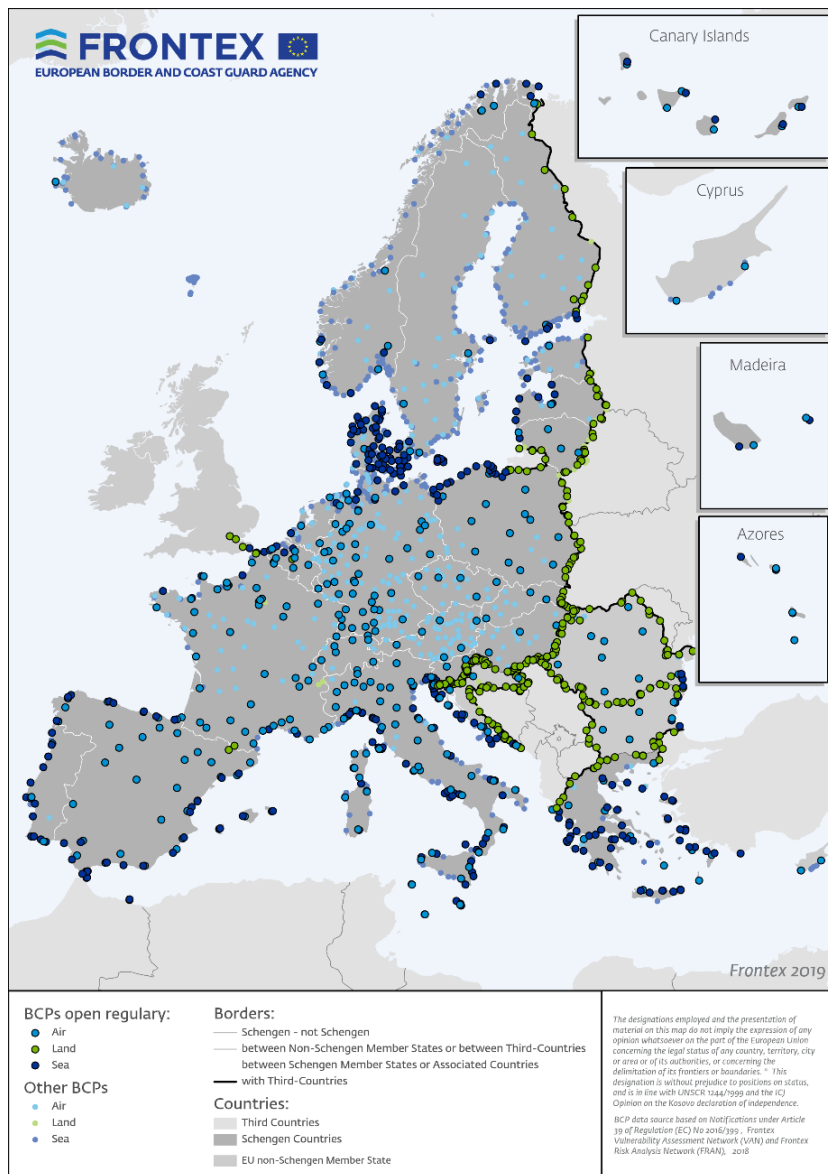 FRONTEX
EUROPEAN BORDER AND COAST GUARD AGENCY
Canary Islands
Cyprus
Madeira
Azores
Frontex 2019
BCPs open regulary:
Air
Land
Sea
Other BCPs
Air
Land
Sea
Borders:
Schengen - not Schengen
between Non-Schengen Member States or between Third-Countries
between Schengen Member States or Associated Countries
with Third-Countries
Countries:
Third Countries
Schengen Countries
EU non-Schengen Member State
The designations employed and the presentation of
material on this map do not imply the expression of any
opinion whatsoever on the part of the European Union
concerning the legal status of any country, territory, city
or area or of its authorities, or concerning the
delimitation of its frontiers or boundaries. * This
designation is without prejudice to positions on status,
and is in line with UNSCR 1244/1999 and the ICJ
Opinion on the Kosovo declaration of independence.
BCP data source based on Notifications under Article
39 of Regulation (EC) No 2016/399 , Frontex
Vulnerability Assessment Network (VAN) and Frontex
Risk Analysis Network (FRAN), 2018